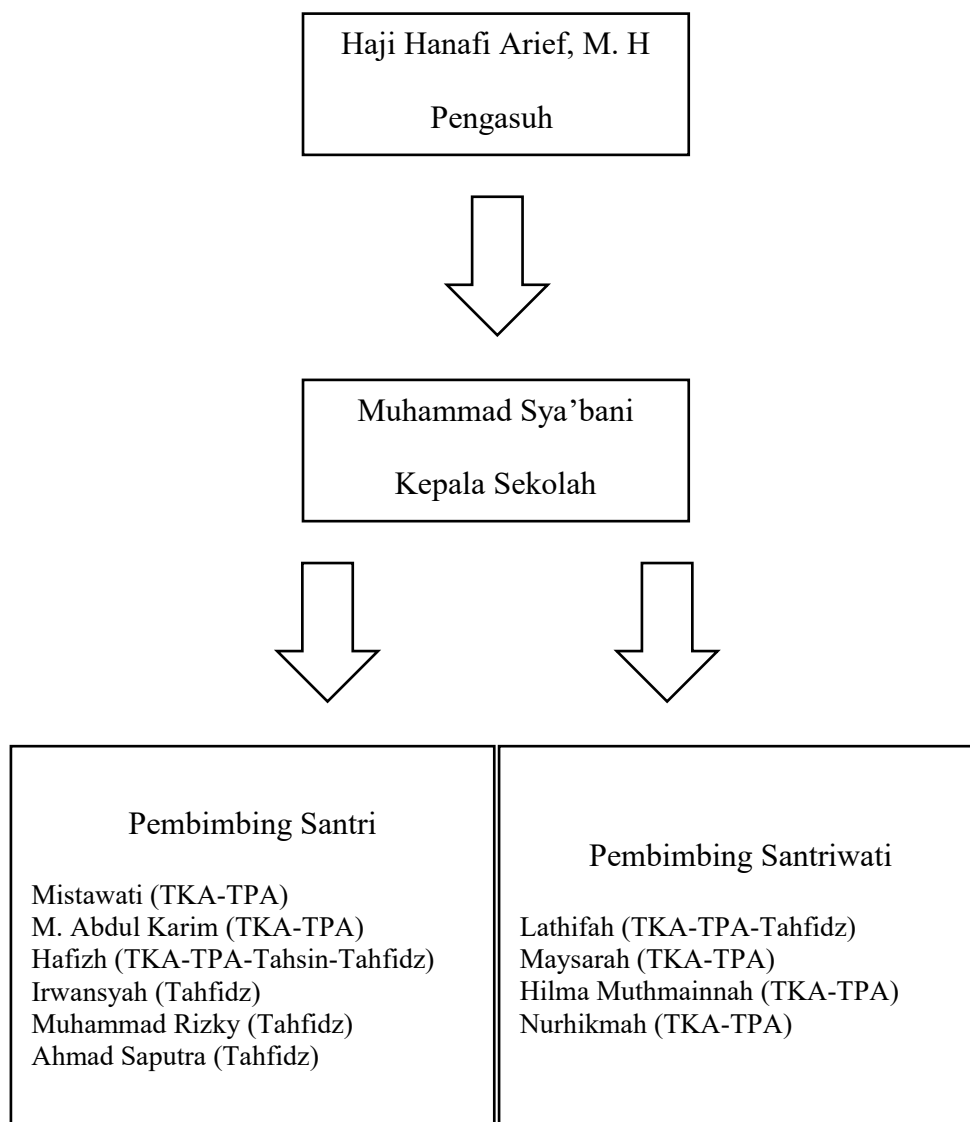 Haji Hanafi Arief, M. H
Pengasuh
Muhammad Sya’bani
Kepala Sekolah
Pembimbing Santri
Mistawati (TKA-TPA)
M. Abdul Karim (TKA-TPA)
Hafizh (TKA-TPA-Tahsin-Tahfidz)
Irwansyah (Tahfidz)
Muhammad Rizky (Tahfidz)
Ahmad Saputra (Tahfidz)
Pembimbing Santriwati
Lathifah (TKA-TPA-Tahfidz)
Maysarah (TKA-TPA)
Hilma Muthmainnah (TKA-TPA)
Nurhikmah (TKA-TPA)